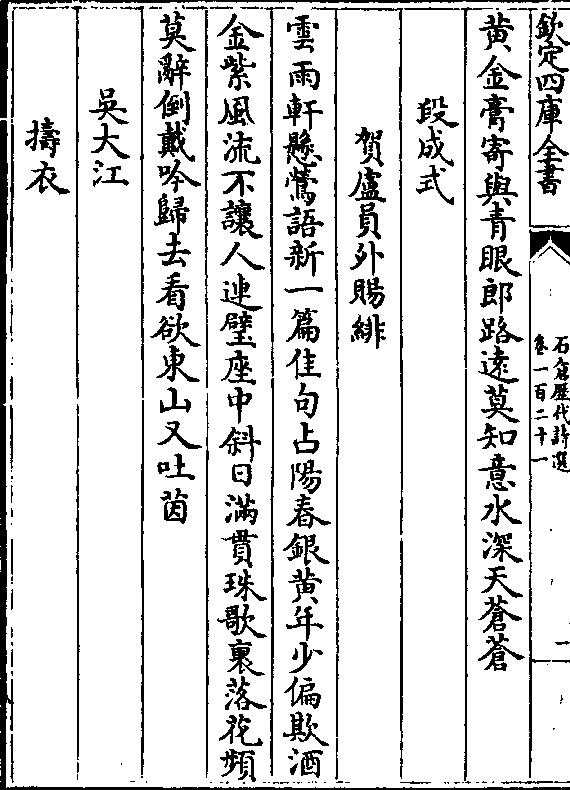 欽定四庫全書
石倉歷代詩選
卷一百二十一
一
黄金膏寄與青眼郎路遠莫知意水深天蒼蒼
段成式
賀盧員外賜緋
雲雨軒懸鶯語新一篇佳句占陽春銀黄年少偏欺酒
金紫風流不讓人連璧座中斜日滿貫珠歌裏落花頻
莫辭倒戴吟歸去看欲東山又吐茵
吳大江
擣衣